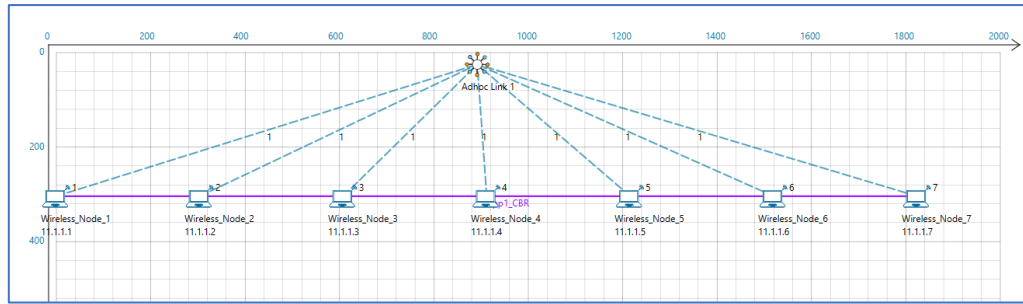 0 200 400 600 800 1000 1200 1400 1600 1800 2000
0
Adhoc Link 1
1 1 1 1 1 1 1
200
1 2 3 4 5 6 7
p1_CBR
Wireless_Node_1 Wireless_Node_2 Wireless_Node_3 Wireless_Node_4 Wireless_Node_5 Wireless_Node_6 Wireless_Node_7
11.1.1.1 11.1.1.2 11.1.1.3 11.1.1.4 11.1.1.5 11.1.1.6 11.1.1.7
400